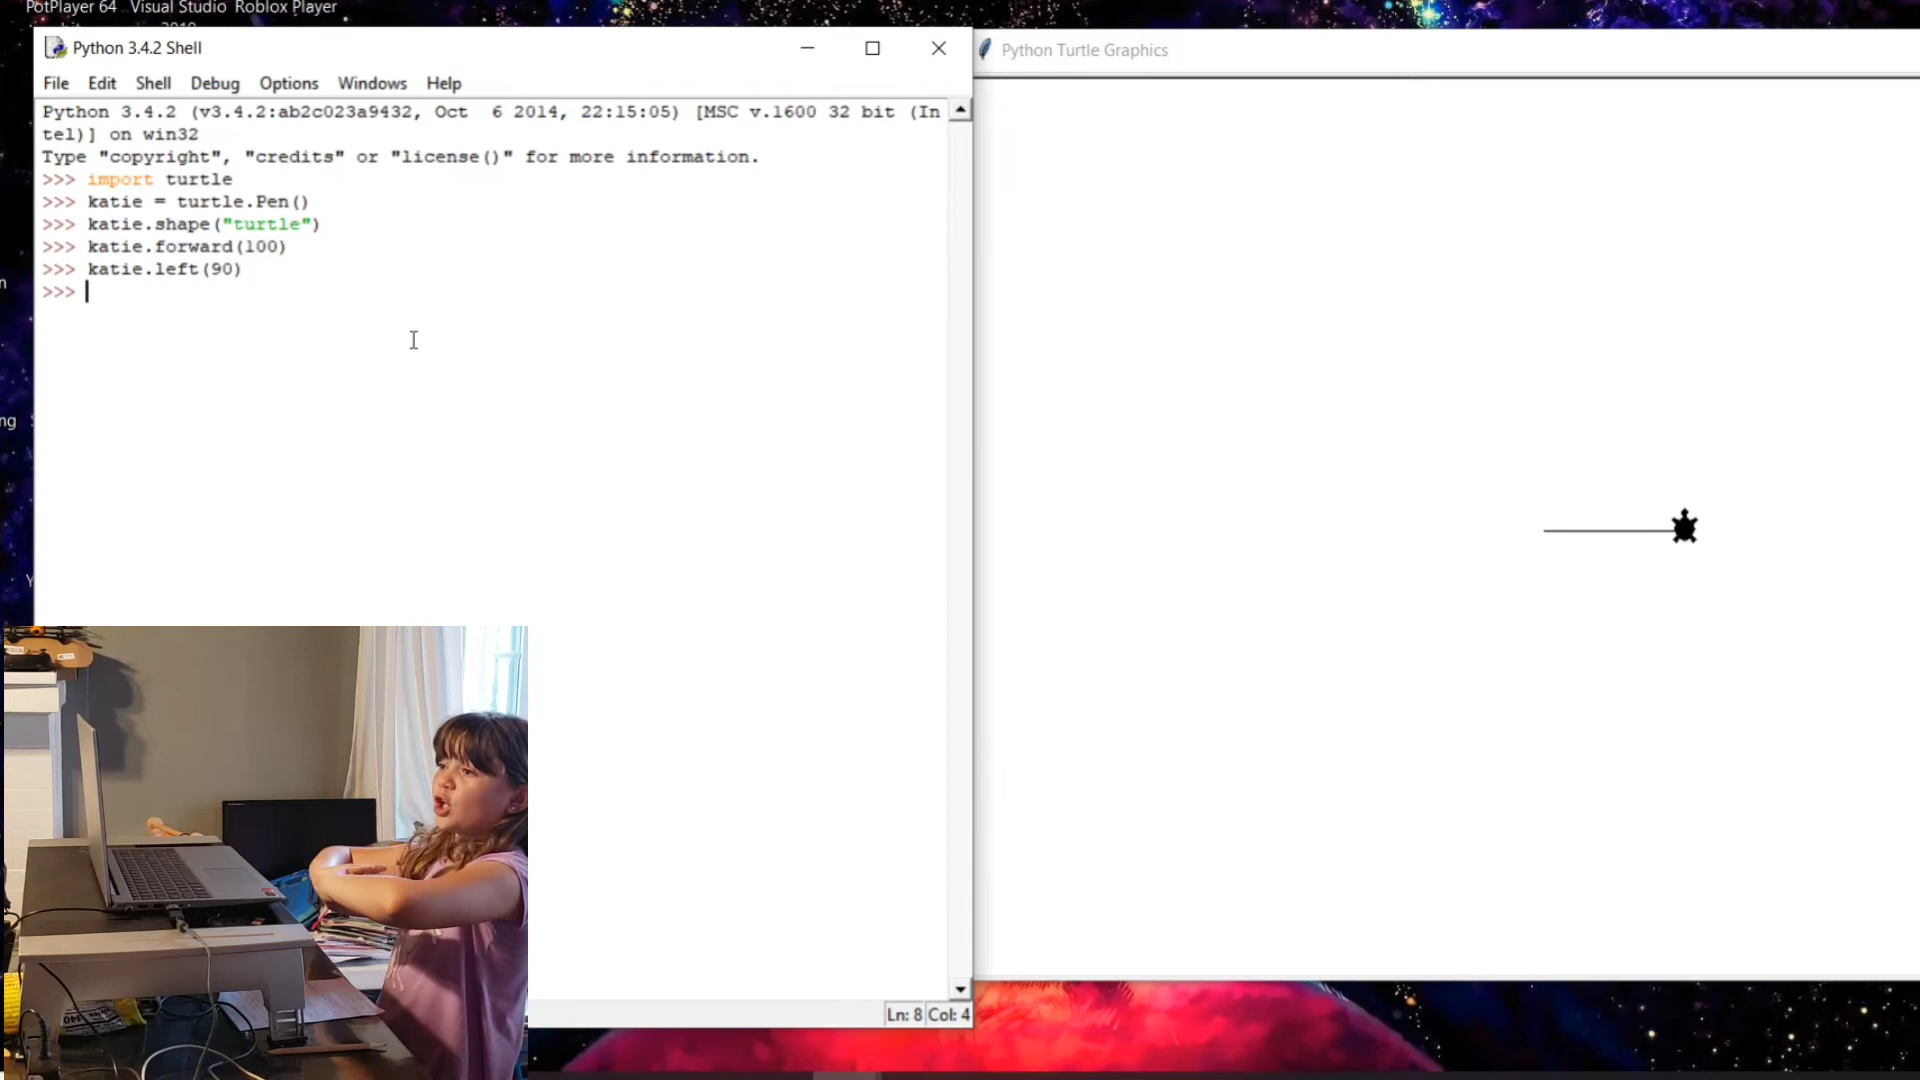 PotPlayer 64 Visual Studio Roblox Player
Python 3.4.2 Shell
File Edit Shell Debug Options Windows Help
Python 3.4.2 (v3.4.2:ab2c023a9432, Oct  6 2014, 22:15:05) [MSC v.1600 32 bit (In
tel)] on win32
Type "copyright", "credits" or "license()" for more information.
>>> import turtle
>>> katie = turtle.Pen()
>>> katie.shape("turtle")
>>> katie.forward(100)
>>> katie.left(90)
>>>
Ln: 8 Col: 4
Python Turtle Graphics